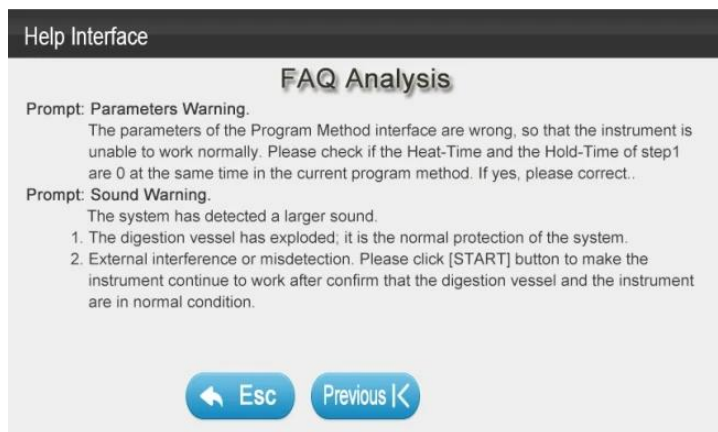 Help Interface
FAQ Analysis
Prompt: Parameters Warning.
The parameters of the Program Method interface are wrong, so that the instrument is
unable to work normally. Please check if the Heat-Time and the Hold-Time of step1
are 0 at the same time in the current program method. If yes, please correct..
Prompt: Sound Warning.
The system has detected a larger sound.
1. The digestion vessel has exploded; it is the normal protection of the system.
2. External interference or misdetection. Please click [START] button to make the
instrument continue to work after confirm that the digestion vessel and the instrument
are in normal condition.
Esc
Previous